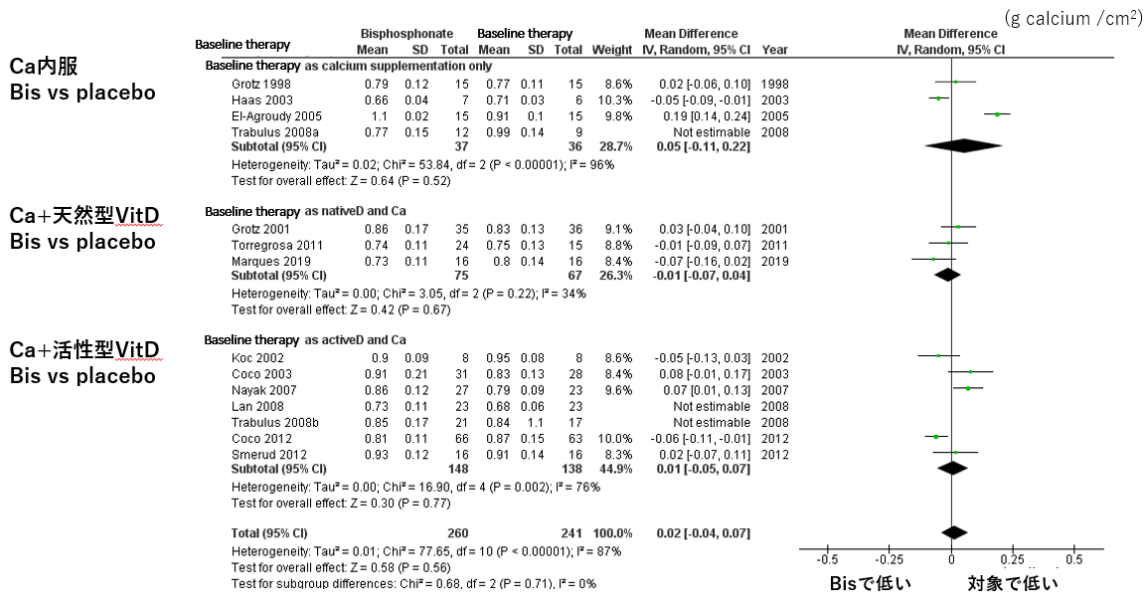 (g calcium /cm²)
Bisphosphonate Baseline therapy Mean Difference Mean Difference
Baseline therapy Mean SD Total Mean SD Total Weight IV, Random, 95% CI Year IV, Random, 95% CI
Ca内服
Bis vs placebo
Baseline therapy as calcium supplementation only
Grotz 1998 0.79 0.12 15 0.77 0.11 15 8.6% 0.02 [-0.06, 0.10] 1998
Haas 2003 0.66 0.04 7 0.71 0.03 6 10.3% -0.05 [-0.09, -0.01] 2003
El-Agroudy 2005 1.1 0.02 15 0.91 0.1 15 9.8% 0.19 [0.14, 0.24] 2005
Trabulus 2008a 0.77 0.15 12 0.99 0.14 9 Not estimable 2008
Subtotal (95% CI) 37 36 28.7% 0.05 [-0.11, 0.22]
Heterogeneity: Tau² = 0.02; Chi² = 53.84, df = 2 (P < 0.00001); I² = 96%
Test for overall effect: Z = 0.64 (P = 0.52)
Ca+天然型VitD
Bis vs placebo
Baseline therapy as nativeD and Ca
Grotz 2001 0.86 0.17 35 0.83 0.13 36 9.1% 0.03 [-0.04, 0.10] 2001
Torregrosa 2011 0.74 0.11 24 0.75 0.13 15 8.8% -0.01 [-0.09, 0.07] 2011
Marques 2019 0.73 0.11 16 0.8 0.14 16 8.4% -0.07 [-0.16, 0.02] 2019
Subtotal (95% CI) 75 67 26.3% -0.01 [-0.07, 0.04]
Heterogeneity: Tau² = 0.00; Chi² = 3.05, df = 2 (P = 0.22); I² = 34%
Test for overall effect: Z = 0.42 (P = 0.67)
Ca+活性型VitD
Bis vs placebo
Baseline therapy as activeD and Ca
Koc 2002 0.9 0.09 8 0.95 0.08 8 8.6% -0.05 [-0.13, 0.03] 2002
Coco 2003 0.91 0.21 31 0.83 0.13 28 8.4% 0.08 [-0.01, 0.17] 2003
Nayak 2007 0.86 0.12 27 0.79 0.09 23 9.6% 0.07 [0.01, 0.13] 2007
Lan 2008 0.73 0.11 23 0.68 0.06 23 Not estimable 2008
Trabulus 2008b 0.85 0.17 21 0.84 1.1 17 Not estimable 2008
Coco 2012 0.81 0.11 66 0.87 0.15 63 10.0% -0.06 [-0.11, -0.01] 2012
Smerud 2012 0.93 0.12 16 0.91 0.14 16 8.3% 0.02 [-0.07, 0.11] 2012
Subtotal (95% CI) 148 138 44.9% 0.01 [-0.05, 0.07]
Heterogeneity: Tau² = 0.00; Chi² = 16.90, df = 4 (P = 0.002); I² = 76%
Test for overall effect: Z = 0.30 (P = 0.77)
Total (95% CI) 260 241 100.0% 0.02 [-0.04, 0.07]
Heterogeneity: Tau² = 0.01; Chi² = 77.65, df = 10 (P < 0.00001); I² = 87%
Test for overall effect: Z = 0.58 (P = 0.56)
Test for subgroup differences: Chi² = 0.68, df = 2 (P = 0.71), I² = 0%
-0.5 -0.25 0 0.25 0.5
Bisで低い 対象で低い